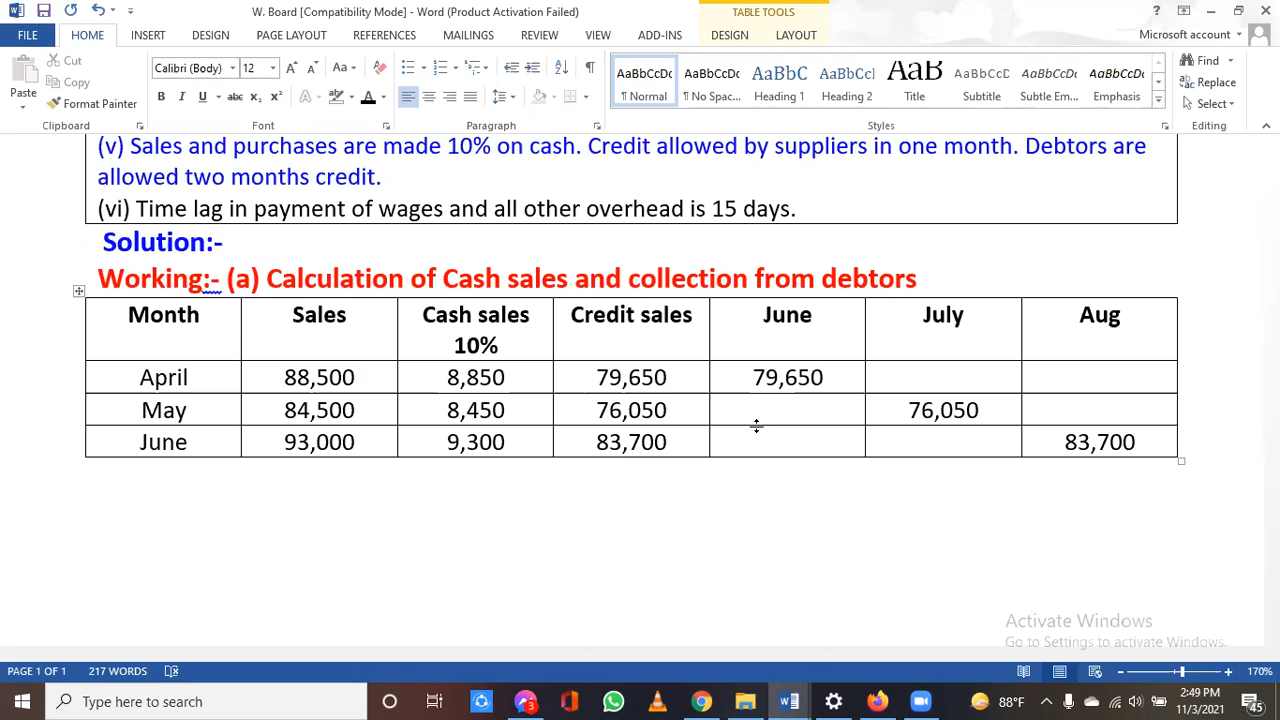 W. Board [Compatibility Mode] - Word (Product Activation Failed)
TABLE TOOLS
?
FILE HOME INSERT DESIGN PAGE LAYOUT REFERENCES MAILINGS REVIEW VIEW ADD-INS DESIGN LAYOUT Microsoft account
Paste
Cut
Copy
Format Painter
Calibri (Body) 12
Aa
B I U abc x₂ x² A A
AaBbCcDc AaBbCcDc AaBbC AaBbCcD AaB AaBbCcD AaBbCcDc AaBbCcDc
¶ Normal ¶ No Spac... Heading 1 Heading 2 Title Subtitle Subtle Em... Emphasis
Find
Replace
Select
Clipboard Font Paragraph Styles Editing
(v) Sales and purchases are made 10% on cash. Credit allowed by suppliers in one month. Debtors are
allowed two months credit.
(vi) Time lag in payment of wages and all other overhead is 15 days.
Solution:-
Working:- (a) Calculation of Cash sales and collection from debtors
Month Sales Cash sales Credit sales June July Aug
10%
April 88,500 8,850 79,650 79,650
May 84,500 8,450 76,050 76,050
June 93,000 9,300 83,700 83,700
Activate Windows
Go to Settings to activate Windows.
PAGE 1 OF 1 217 WORDS 170%
Type here to search
3
88°F
2:49 PM
11/3/2021
45